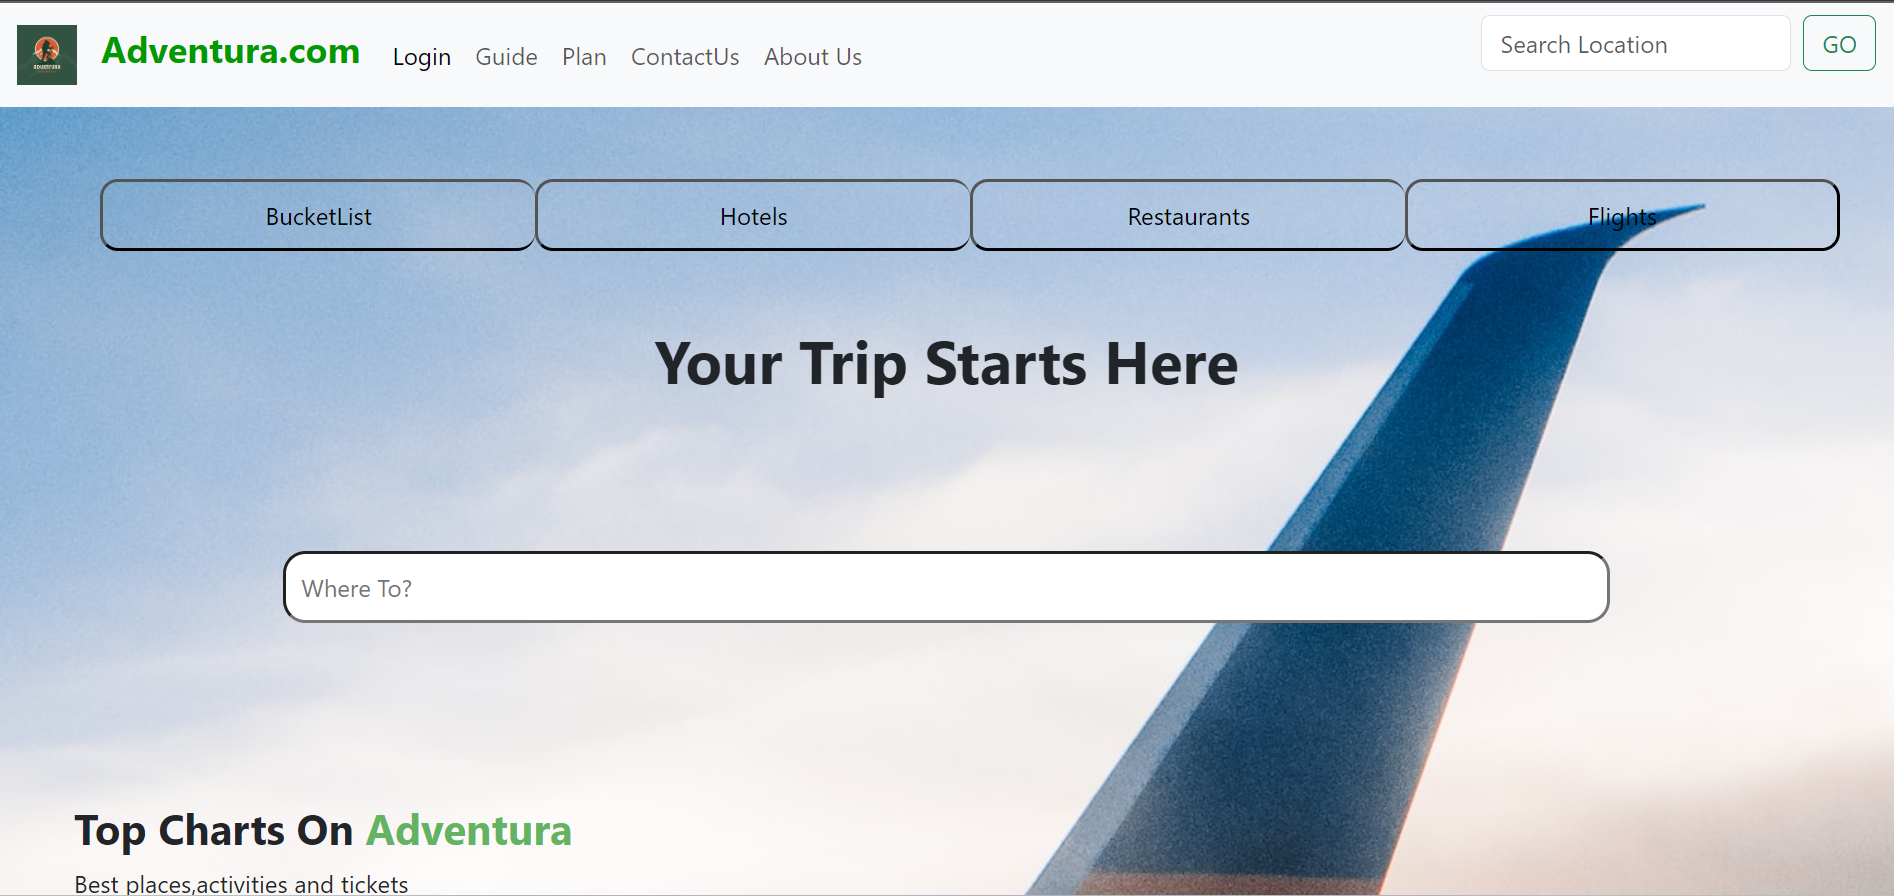 ADVENTURA
Adventura.com Login Guide Plan ContactUs About Us Search Location GO
BucketList Hotels Restaurants Flights
Your Trip Starts Here
Where To?
Top Charts On Adventura
Best places,activities and tickets